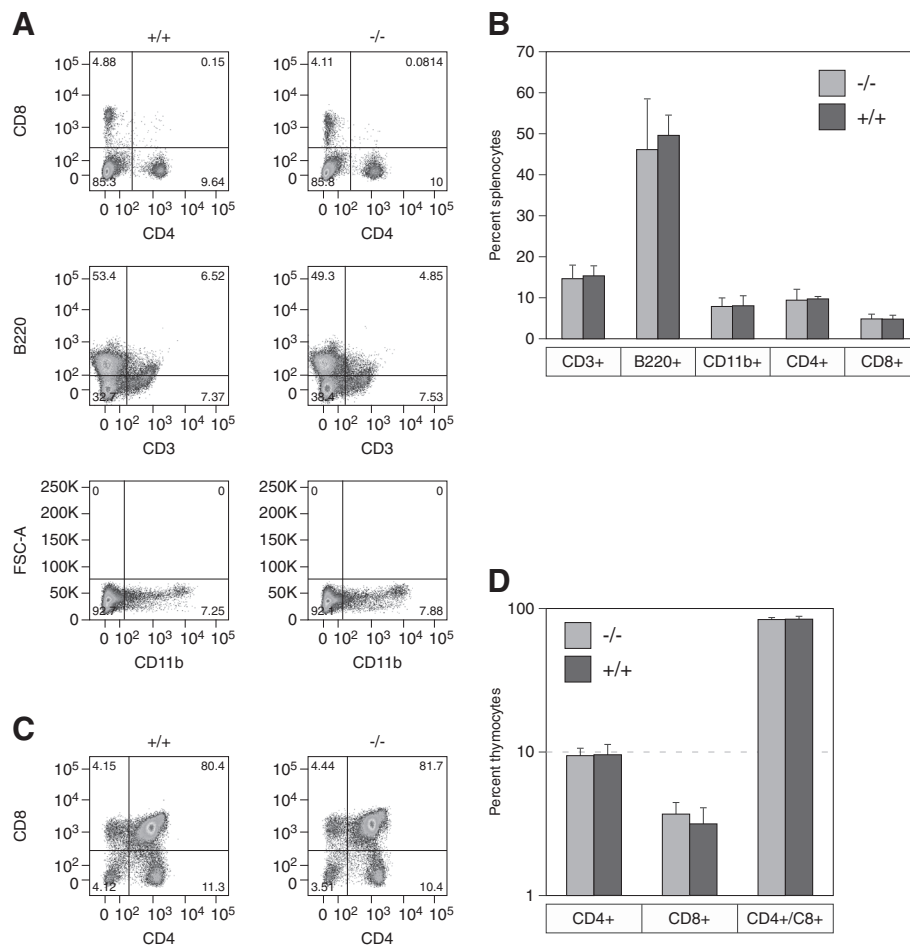 A
+/+
-/-
CD8
10⁵
10⁴
10³
10²
0
4.88
0.15
85.3
9.64
0 10² 10³ 10⁴ 10⁵
CD4
10⁵
10⁴
10³
10²
0
4.11
0.0814
85.8
10
0 10² 10³ 10⁴ 10⁵
CD4
B220
10⁵
10⁴
10³
10²
0
53.4
6.52
32.7
7.37
0 10² 10³ 10⁴ 10⁵
CD3
10⁵
10⁴
10³
10²
0
49.3
4.85
38.4
7.53
0 10² 10³ 10⁴ 10⁵
CD3
FSC-A
250K
200K
150K
100K
50K
0
0
0
92.7
7.25
0 10² 10³ 10⁴ 10⁵
CD11b
250K
200K
150K
100K
50K
0
0
0
92.1
7.88
0 10² 10³ 10⁴ 10⁵
CD11b
B
Percent splenocytes
70
60
50
40
30
20
10
0
-/-
+/+
CD3+ B220+ CD11b+ CD4+ CD8+
C
+/+
-/-
CD8
10⁵
10⁴
10³
10²
0
4.15
80.4
4.12
11.3
0 10² 10³ 10⁴ 10⁵
CD4
10⁵
10⁴
10³
10²
0
4.44
81.7
3.51
10.4
0 10² 10³ 10⁴ 10⁵
CD4
D
Percent thymocytes
100
10
1
-/-
+/+
CD4+ CD8+ CD4+/C8+